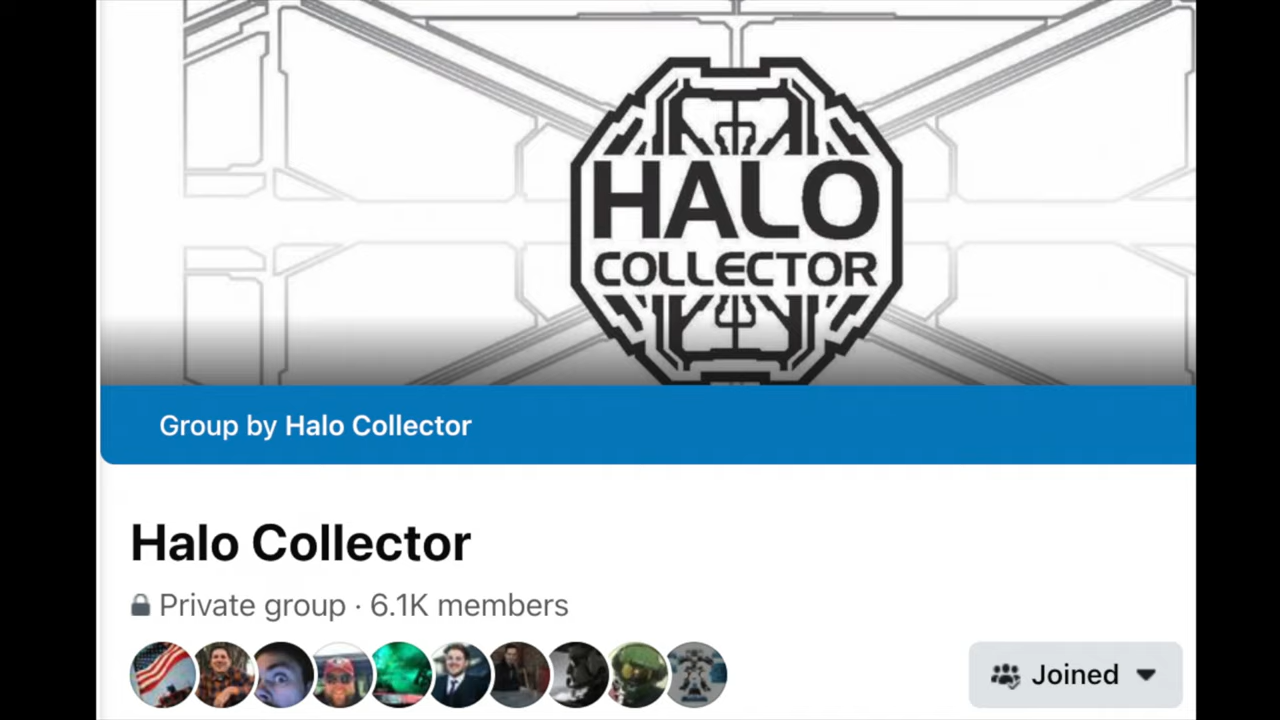 HALO
COLLECTOR
Group by Halo Collector
Halo Collector
Private group · 6.1K members
Joined